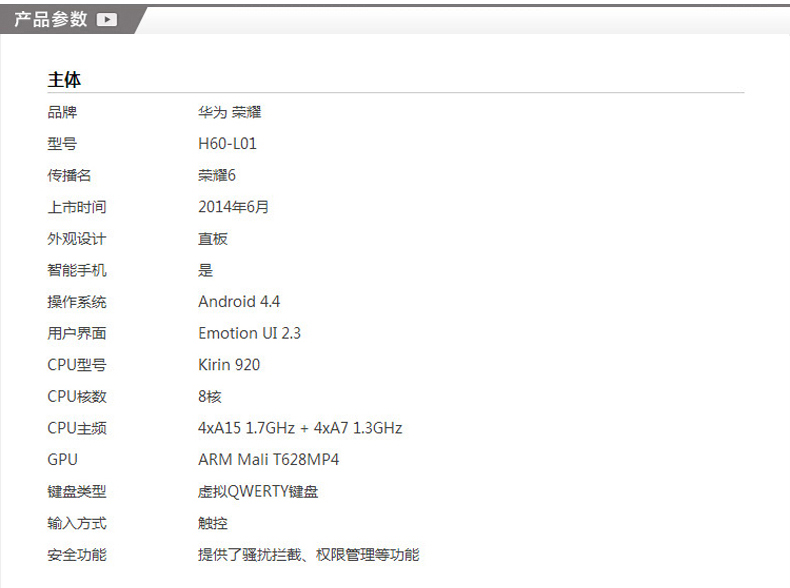 产品参数
主体
品牌 华为 荣耀
型号 H60-L01
传播名 荣耀6
上市时间 2014年6月
外观设计 直板
智能手机 是
操作系统 Android 4.4
用户界面 Emotion UI 2.3
CPU型号 Kirin 920
CPU核数 8核
CPU主频 4xA15 1.7GHz + 4xA7 1.3GHz
GPU ARM Mali T628MP4
键盘类型 虚拟QWERTY键盘
输入方式 触控
安全功能 提供了骚扰拦截、权限管理等功能